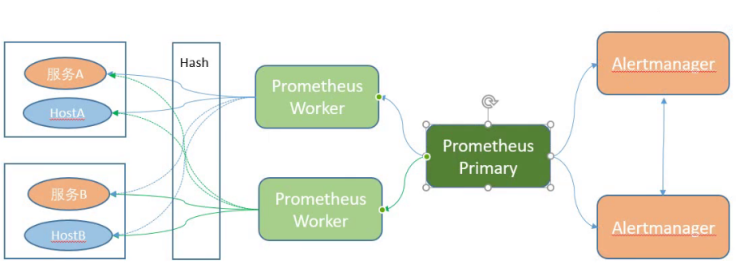 服务A
HostA
服务B
HostB
Hash
Prometheus
Worker
Prometheus
Worker
Prometheus
Primary
Alertmanager
Alertmanager